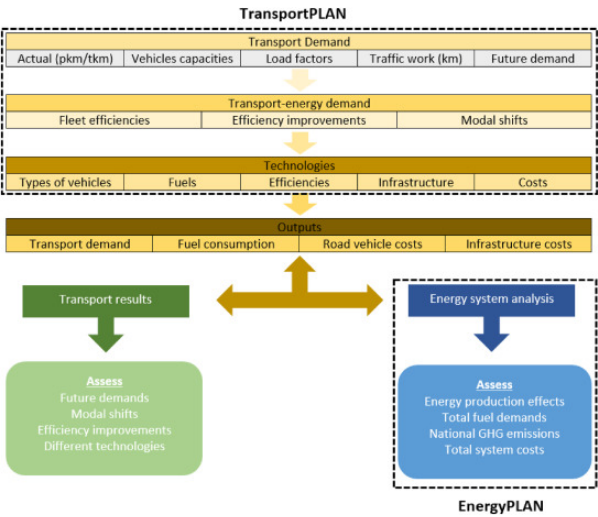 TransportPLAN
Transport Demand
Actual (pkm/tkm) Vehicles capacities Load factors Traffic work (km) Future demand
Transport-energy demand
Fleet efficiencies Efficiency improvements Modal shifts
Technologies
Types of vehicles Fuels Efficiencies Infrastructure Costs
Outputs
Transport demand Fuel consumption Road vehicle costs Infrastructure costs
Transport results
Energy system analysis
Assess
Future demands
Modal shifts
Efficiency improvements
Different technologies
Assess
Energy production effects
Total fuel demands
National GHG emissions
Total system costs
EnergyPLAN